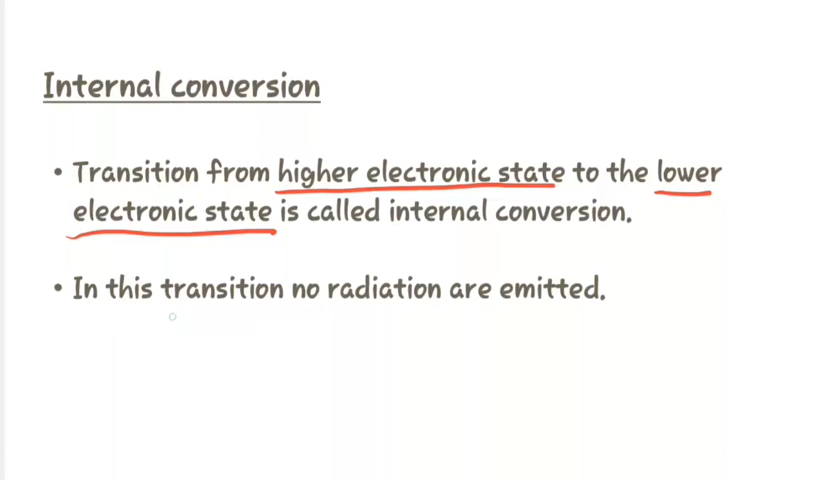 Internal conversion
• Transition from higher electronic state to the lower
electronic state is called internal conversion.
• In this transition no radiation are emitted.